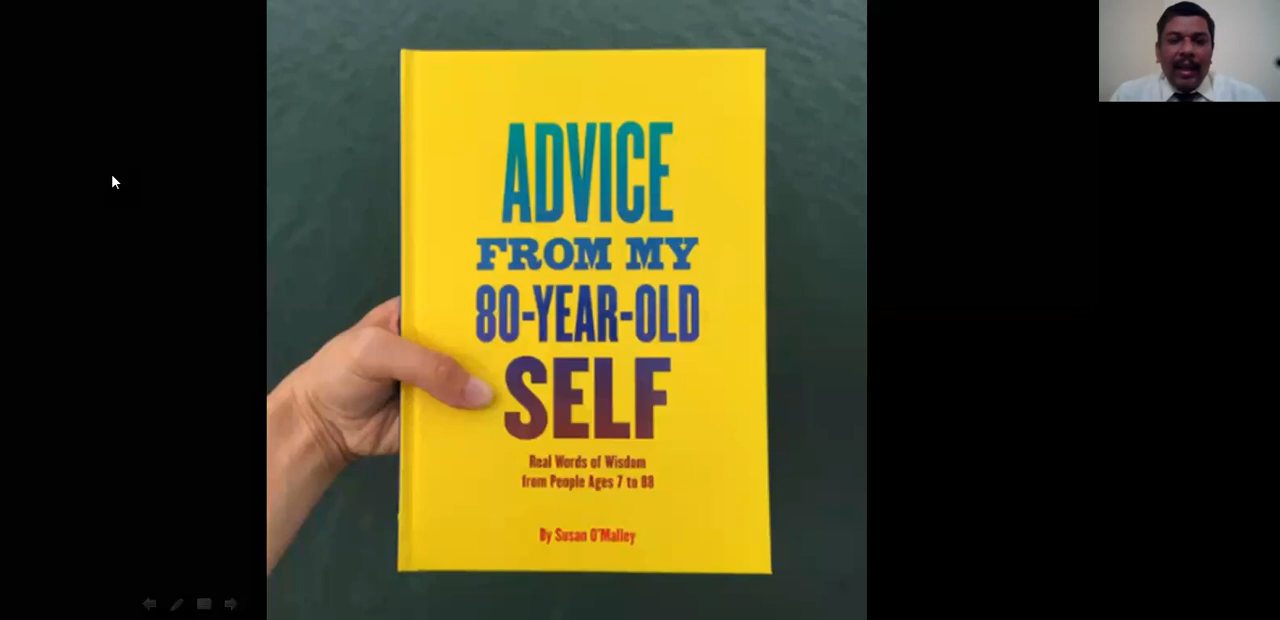 ADVICE
FROM MY
80-YEAR-OLD
SELF
Real Words of Wisdom
from People Ages 7 to 88
By Susan O'Malley